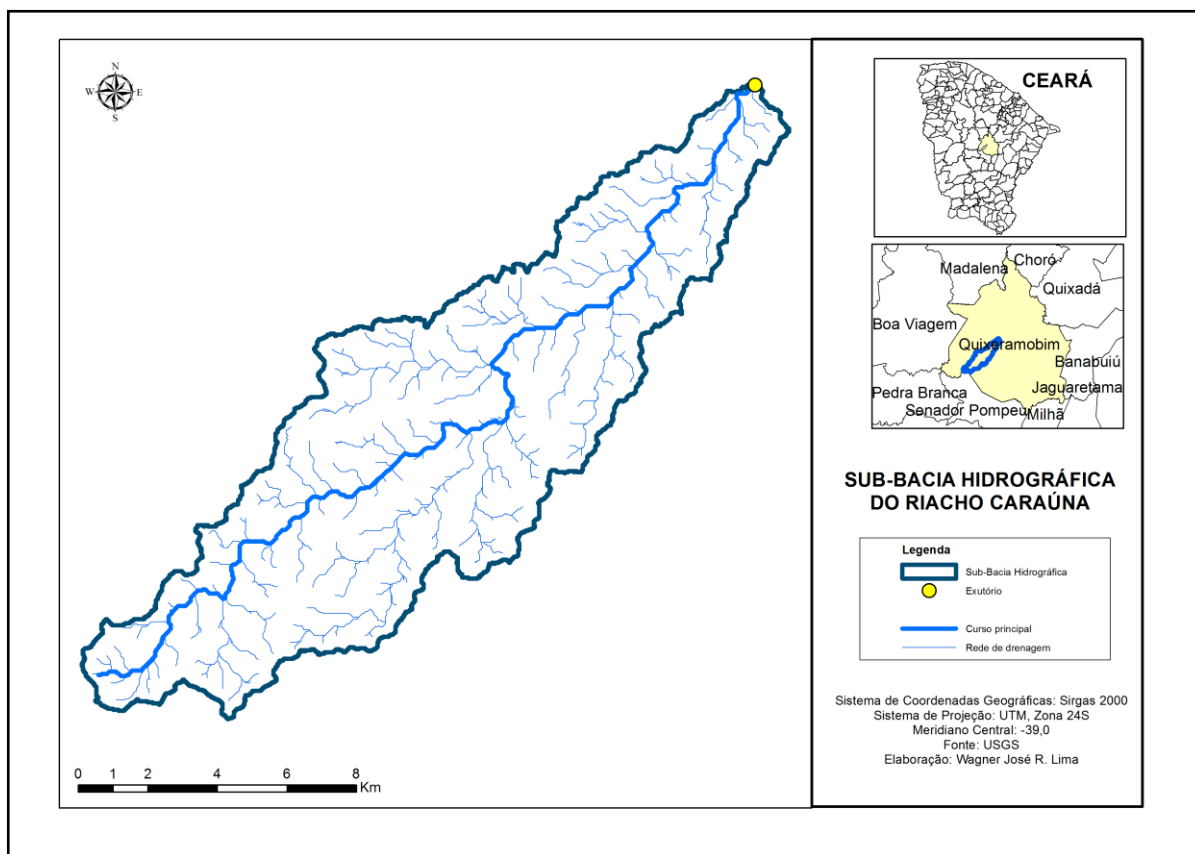 N
W E
S
0 1 2 4 6 8
Km
CEARÁ
Choró
Madalena
Quixadá
Boa Viagem
Quixeramobim
Banabuiú
Pedra Branca
Jaguaretama
Senador Pompeu
Milhã
SUB-BACIA HIDROGRÁFICA
DO RIACHO CARAÚNA
Legenda
Sub-Bacia Hidrográfica
Exutório
Curso principal
Rede de drenagem
Sistema de Coordenadas Geográficas: Sirgas 2000
Sistema de Projeção: UTM, Zona 24S
Meridiano Central: -39,0
Fonte: USGS
Elaboração: Wagner José R. Lima